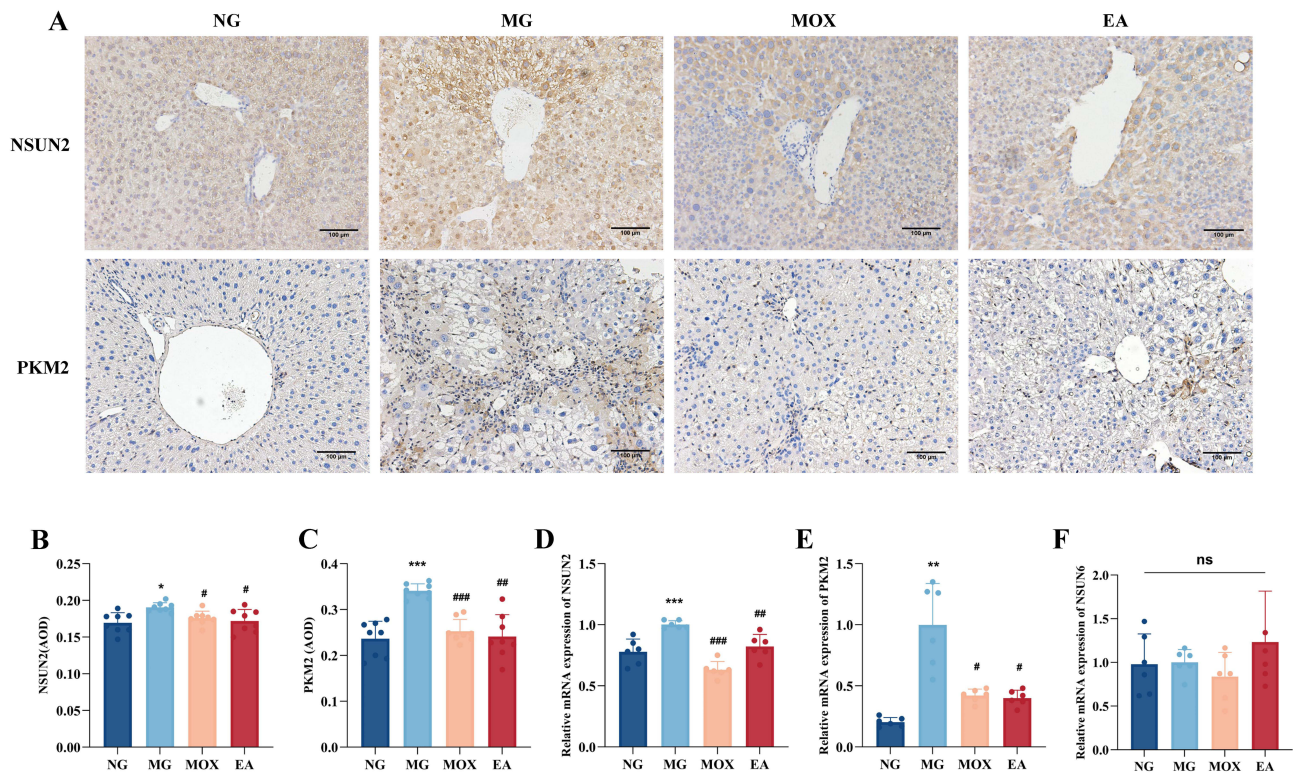 A
NG MG MOX EA
NSUN2
100 μm 100 μm 100 μm 100 μm
PKM2
100 μm 100 μm 100 μm 100 μm
B
NSUN2(AOD)
0.25
0.20
0.15
0.10
0.05
0.00
* # #
NG MG MOX EA
C
PKM2 (AOD)
0.4
0.3
0.2
0.1
0.0
*** ### ##
NG MG MOX EA
D
Relative mRNA expression of NSUN2
1.5
1.0
0.5
0.0
*** ### ##
NG MG MOX EA
E
Relative mRNA expression of PKM2
1.5
1.0
0.5
0.0
** # #
NG MG MOX EA
F
Relative mRNA expression of NSUN6
2.0
1.5
1.0
0.5
0.0
ns
NG MG MOX EA